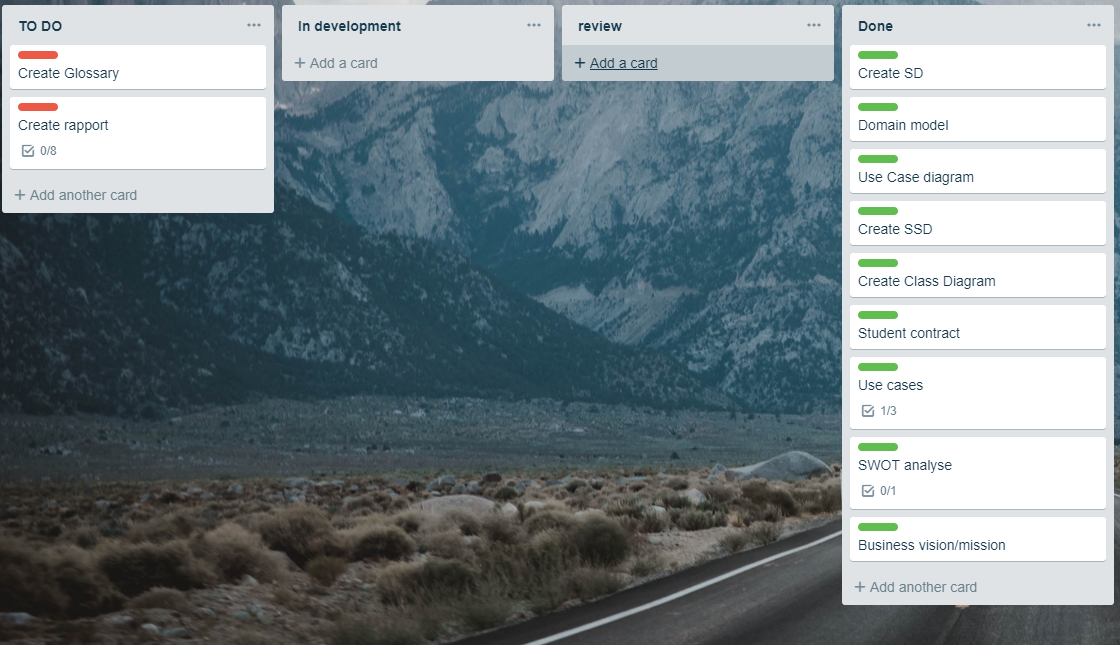 TO DO
Create Glossary
Create rapport
0/8
+ Add another card
In development
+ Add a card
review
+ Add a card
Done
Create SD
Domain model
Use Case diagram
Create SSD
Create Class Diagram
Student contract
Use cases
1/3
SWOT analyse
0/1
Business vision/mission
+ Add another card